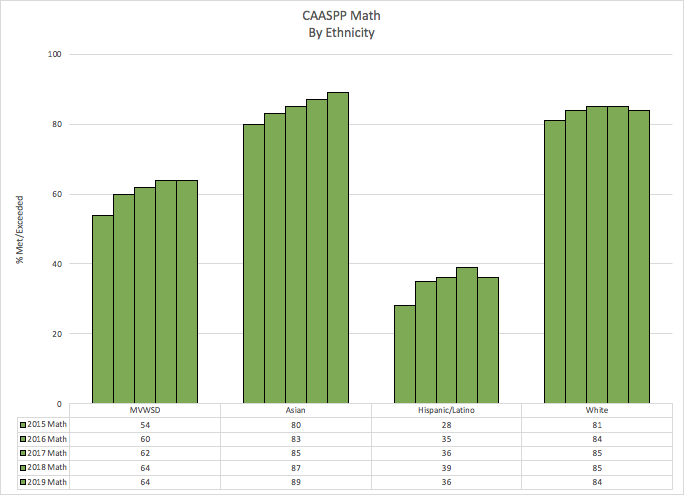 CAASPP Math
By Ethnicity
% Met/Exceeded
100
80
60
40
20
0
MVWSD Asian Hispanic/Latino White
2015 Math 54 80 28 81
2016 Math 60 83 35 84
2017 Math 62 85 36 85
2018 Math 64 87 39 85
2019 Math 64 89 36 84